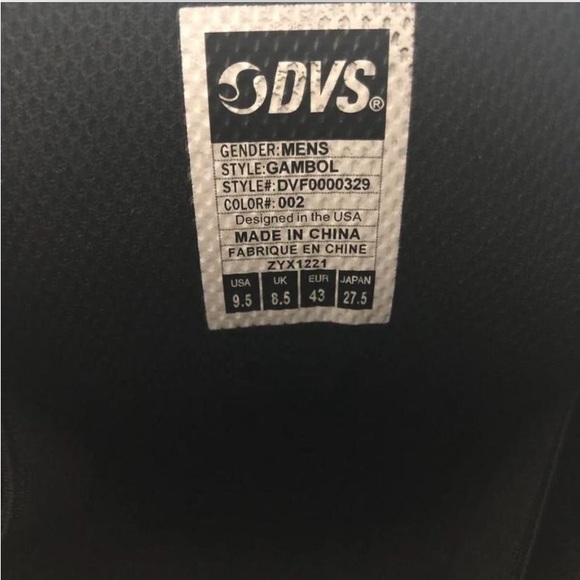 DVS®
GENDER:MENS
STYLE:GAMBOL
STYLE#:DVF0000329
COLOR#:002
Designed in the USA
MADE IN CHINA
FABRIQUE EN CHINE
ZYX1221
USA UK EUR JAPAN
9.5 8.5 43 27.5